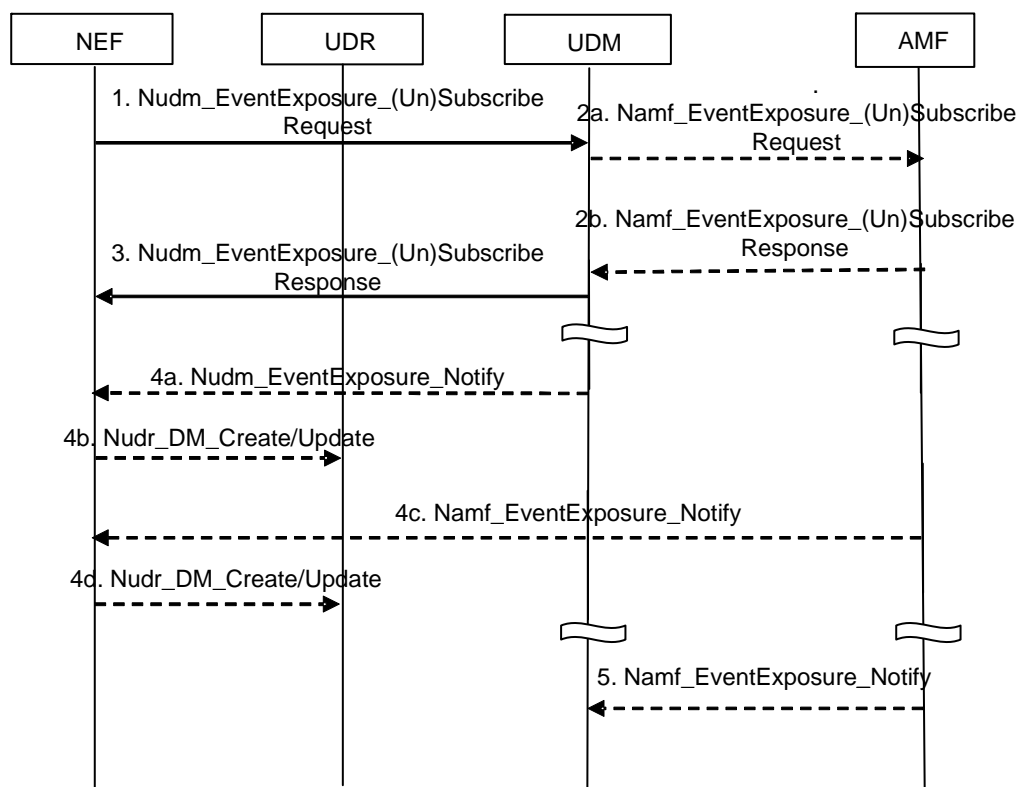 NEF
UDR
UDM
AMF
1. Nudm_EventExposure_(Un)Subscribe
Request
.
2a. Namf_EventExposure_(Un)Subscribe
Request
2b. Namf_EventExposure_(Un)Subscribe
Response
3. Nudm_EventExposure_(Un)Subscribe
Response
4a. Nudm_EventExposure_Notify
4b. Nudr_DM_Create/Update
4c. Namf_EventExposure_Notify
4d. Nudr_DM_Create/Update
5. Namf_EventExposure_Notify